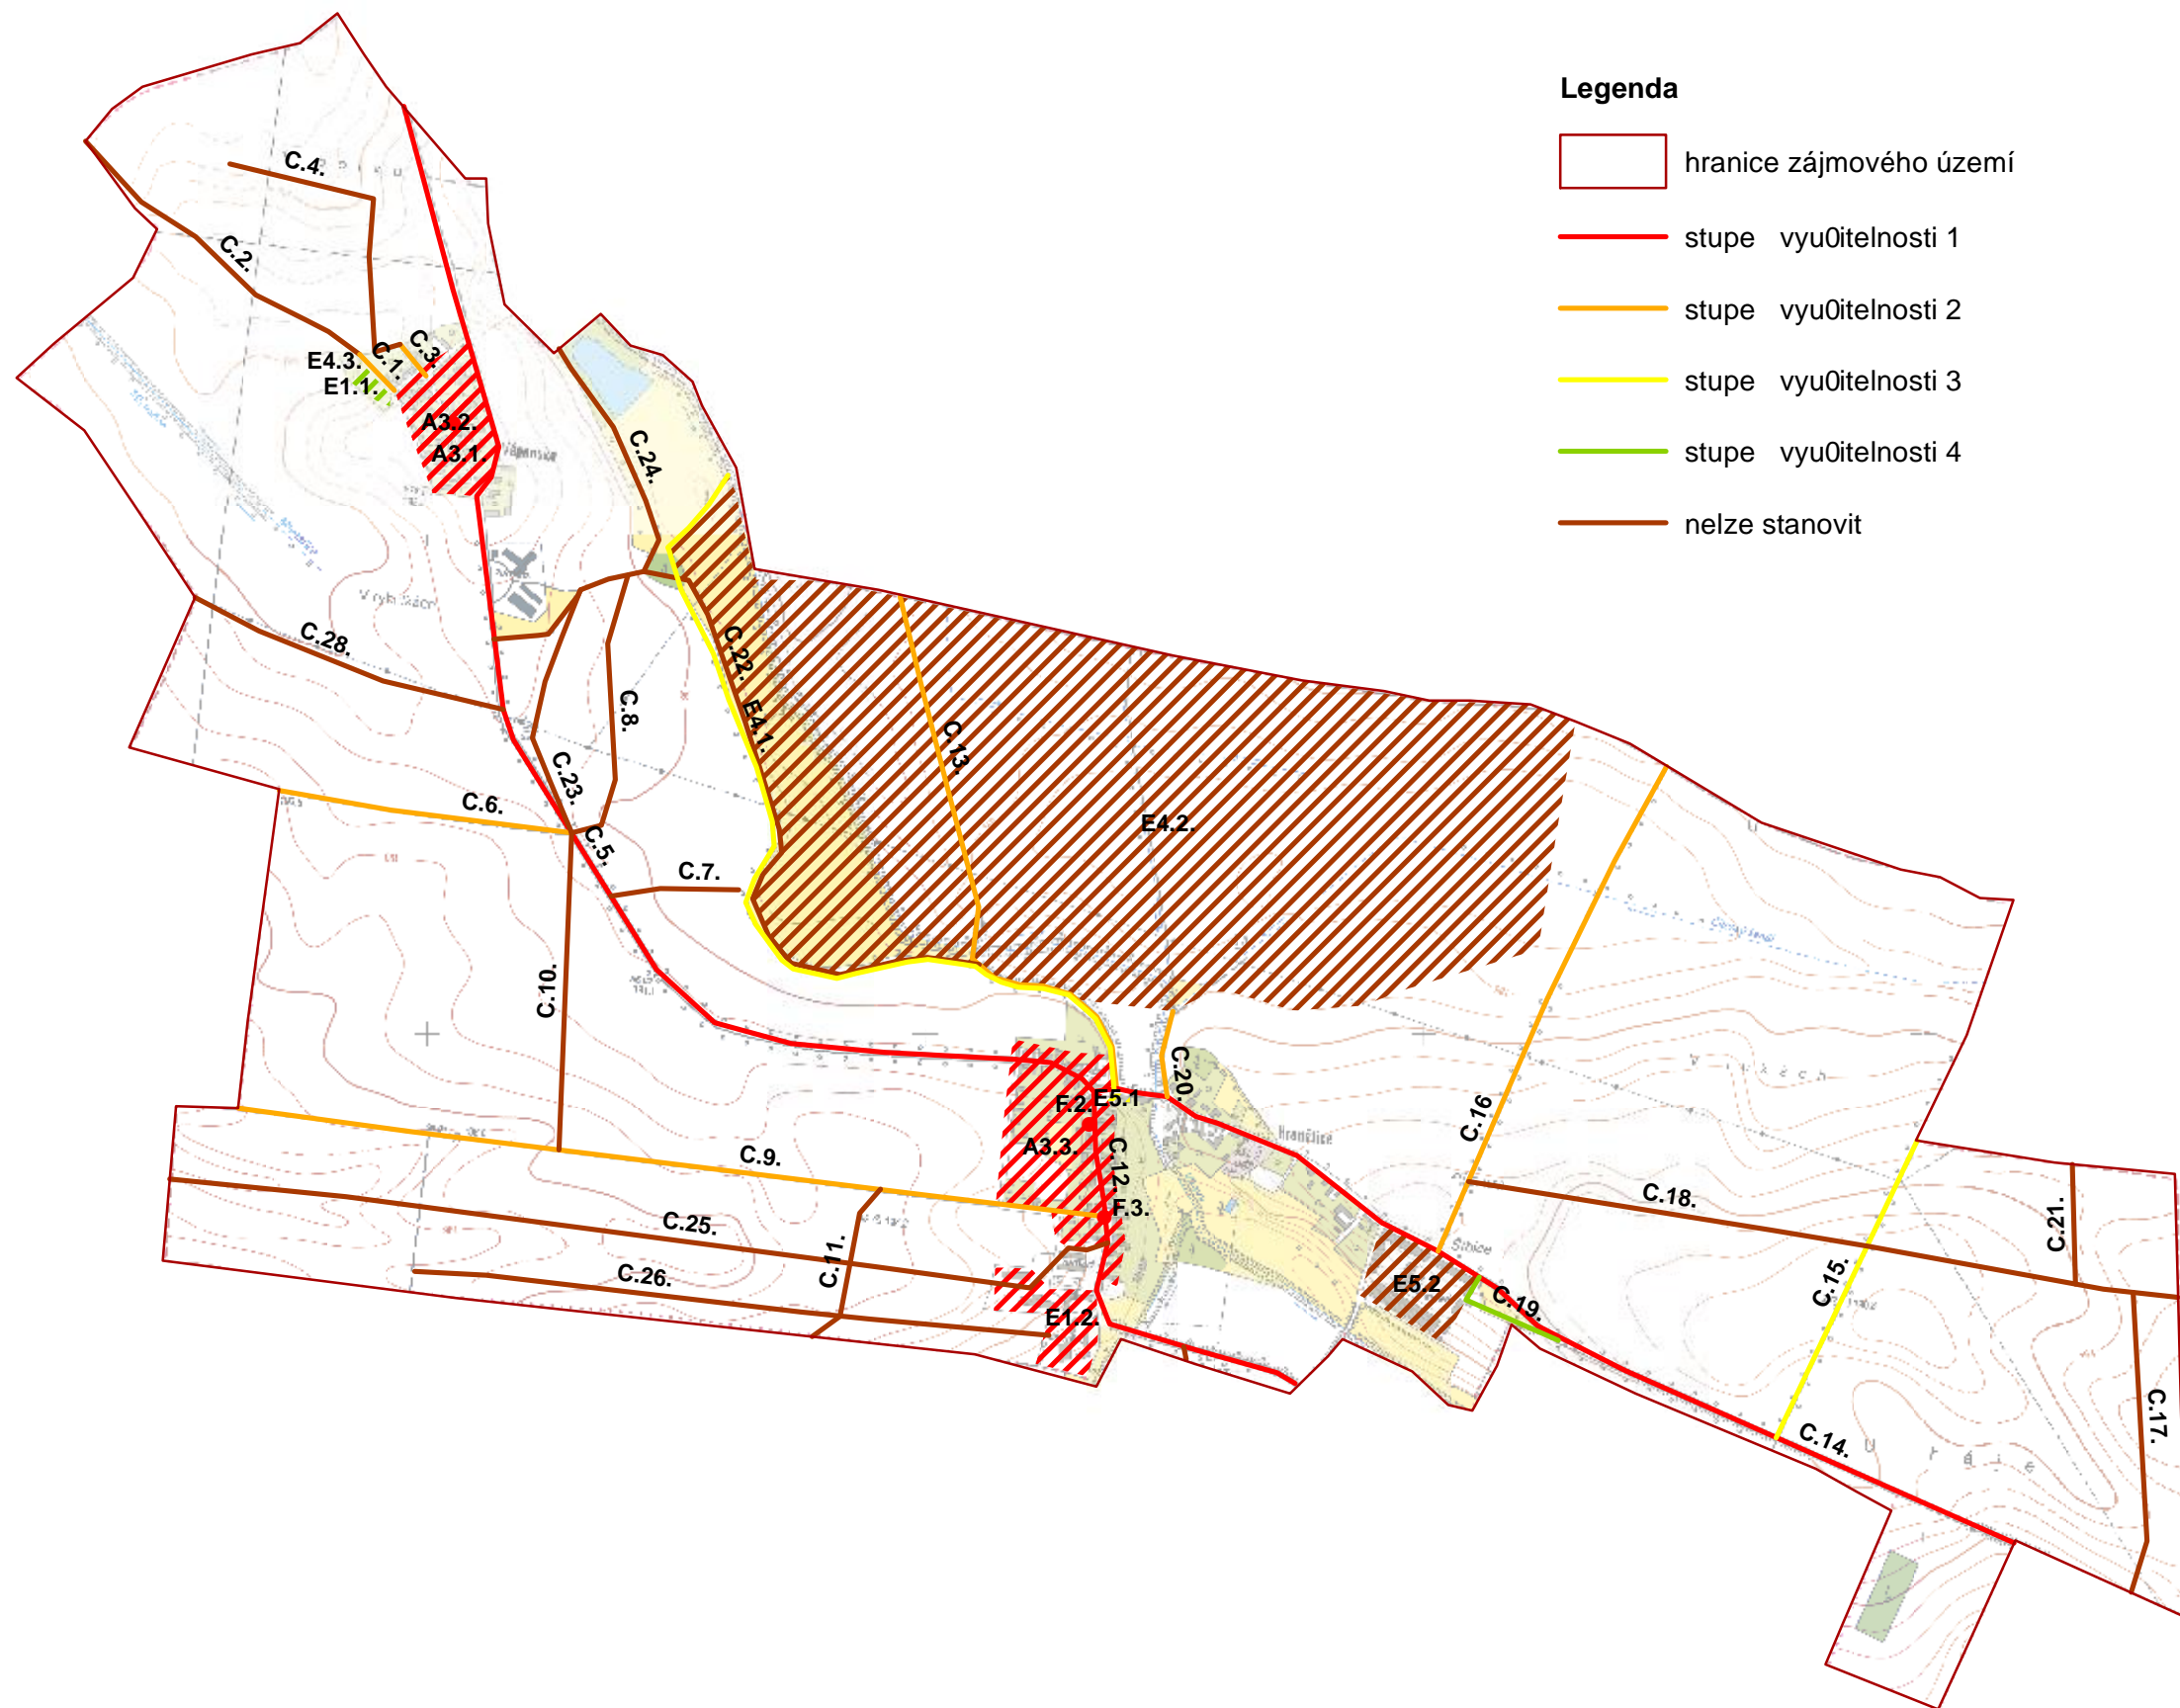 Legenda
hranice zájmového území
stupe vyu0itelnosti 1
stupe vyu0itelnosti 2
stupe vyu0itelnosti 3
stupe vyu0itelnosti 4
nelze stanovit
C.4.
C.2.
C.3.
C.1.
E4.3.
E1.1.
A3.2.
A3.1.
C.24.
C.28.
C.22.
E4.1.
C.8.
C.23.
C.13.
C.6.
C.5.
C.7.
E4.2.
C.10.
C.20.
E5.1
F.2.
A3.3.
C.12.
F.3.
C.16
C.9.
C.25.
C.11.
C.26.
E1.2.
E5.2
C.19.
C.18.
C.21.
C.15.
C.14.
C.17.